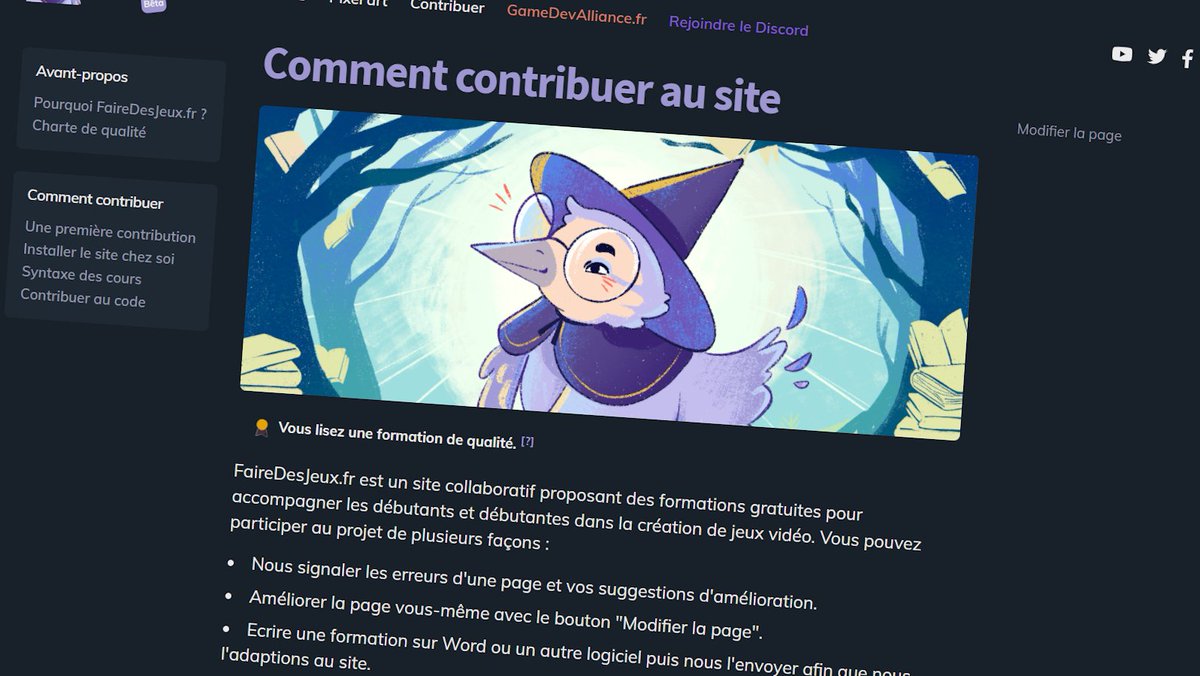 Bêta
Pixel art
Contribuer
GameDevAlliance.fr
Rejoindre le Discord
Avant-propos
Pourquoi FaireDesJeux.fr ?
Charte de qualité
Comment contribuer
Une première contribution
Installer le site chez soi
Syntaxe des cours
Contribuer au code
Comment contribuer au site
Modifier la page
Vous lisez une formation de qualité. [?]
FaireDesJeux.fr est un site collaboratif proposant des formations gratuites pour
accompagner les débutants et débutantes dans la création de jeux vidéo. Vous pouvez
participer au projet de plusieurs façons :
• Nous signaler les erreurs d'une page et vos suggestions d'amélioration.
• Améliorer la page vous-même avec le bouton "Modifier la page".
• Ecrire une formation sur Word ou un autre logiciel puis nous l'envoyer afin que nous
l'adaptions au site.